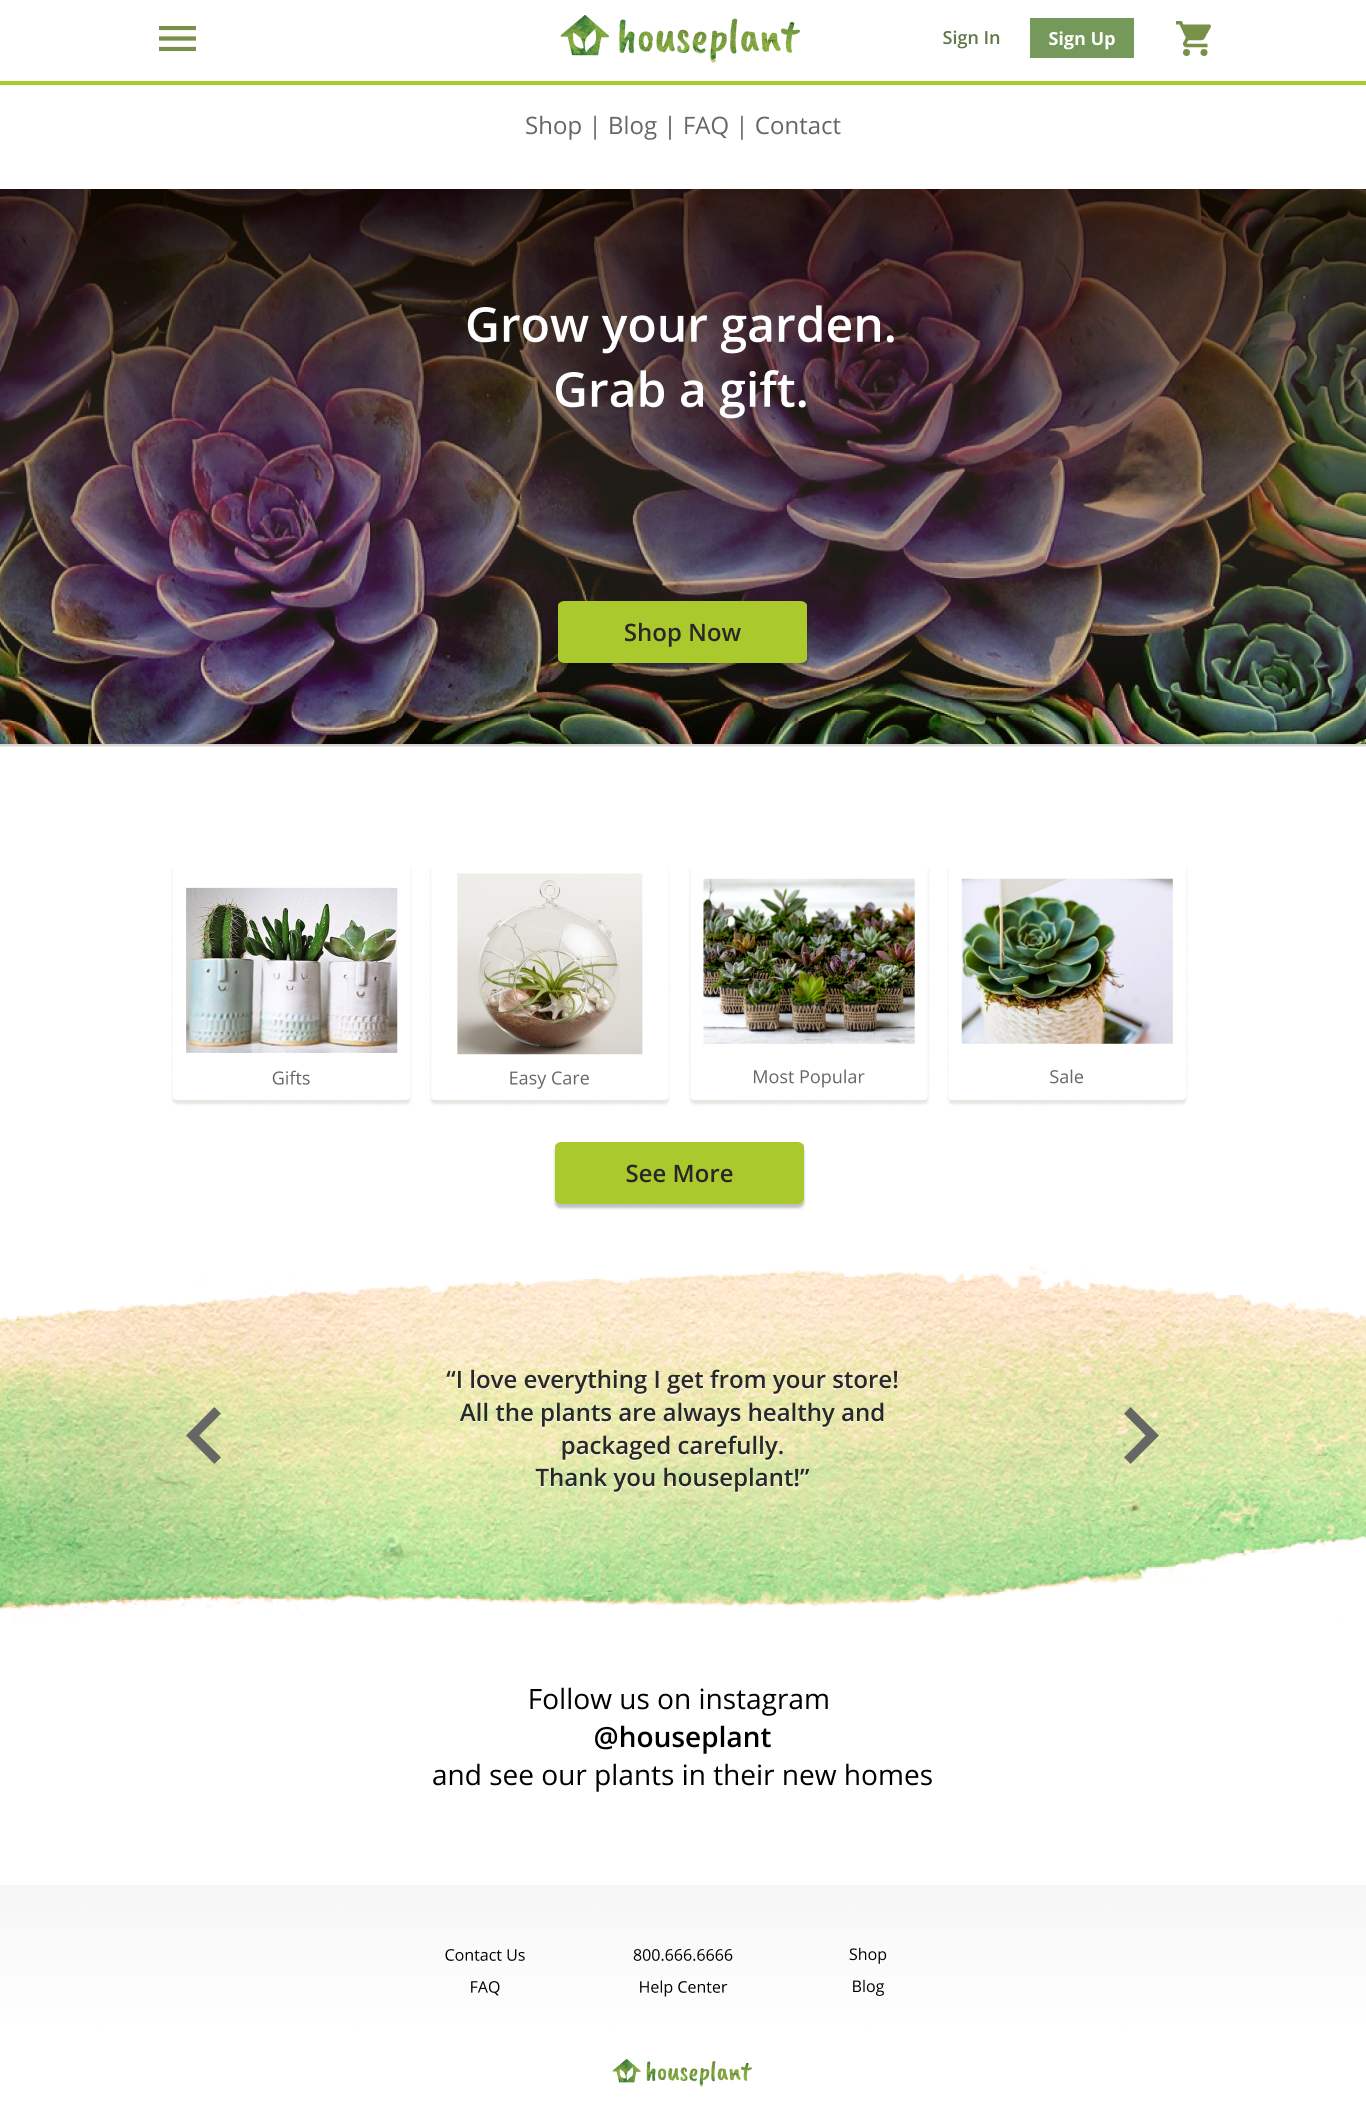 houseplant
Sign In
Sign Up
Shop | Blog | FAQ | Contact
Grow your garden.
Grab a gift.
Shop Now
Gifts
Easy Care
Most Popular
Sale
See More
“I love everything I get from your store!
All the plants are always healthy and
packaged carefully.
Thank you houseplant!”
Follow us on instagram
@houseplant
and see our plants in their new homes
Contact Us
FAQ
800.666.6666
Help Center
Shop
Blog
houseplant